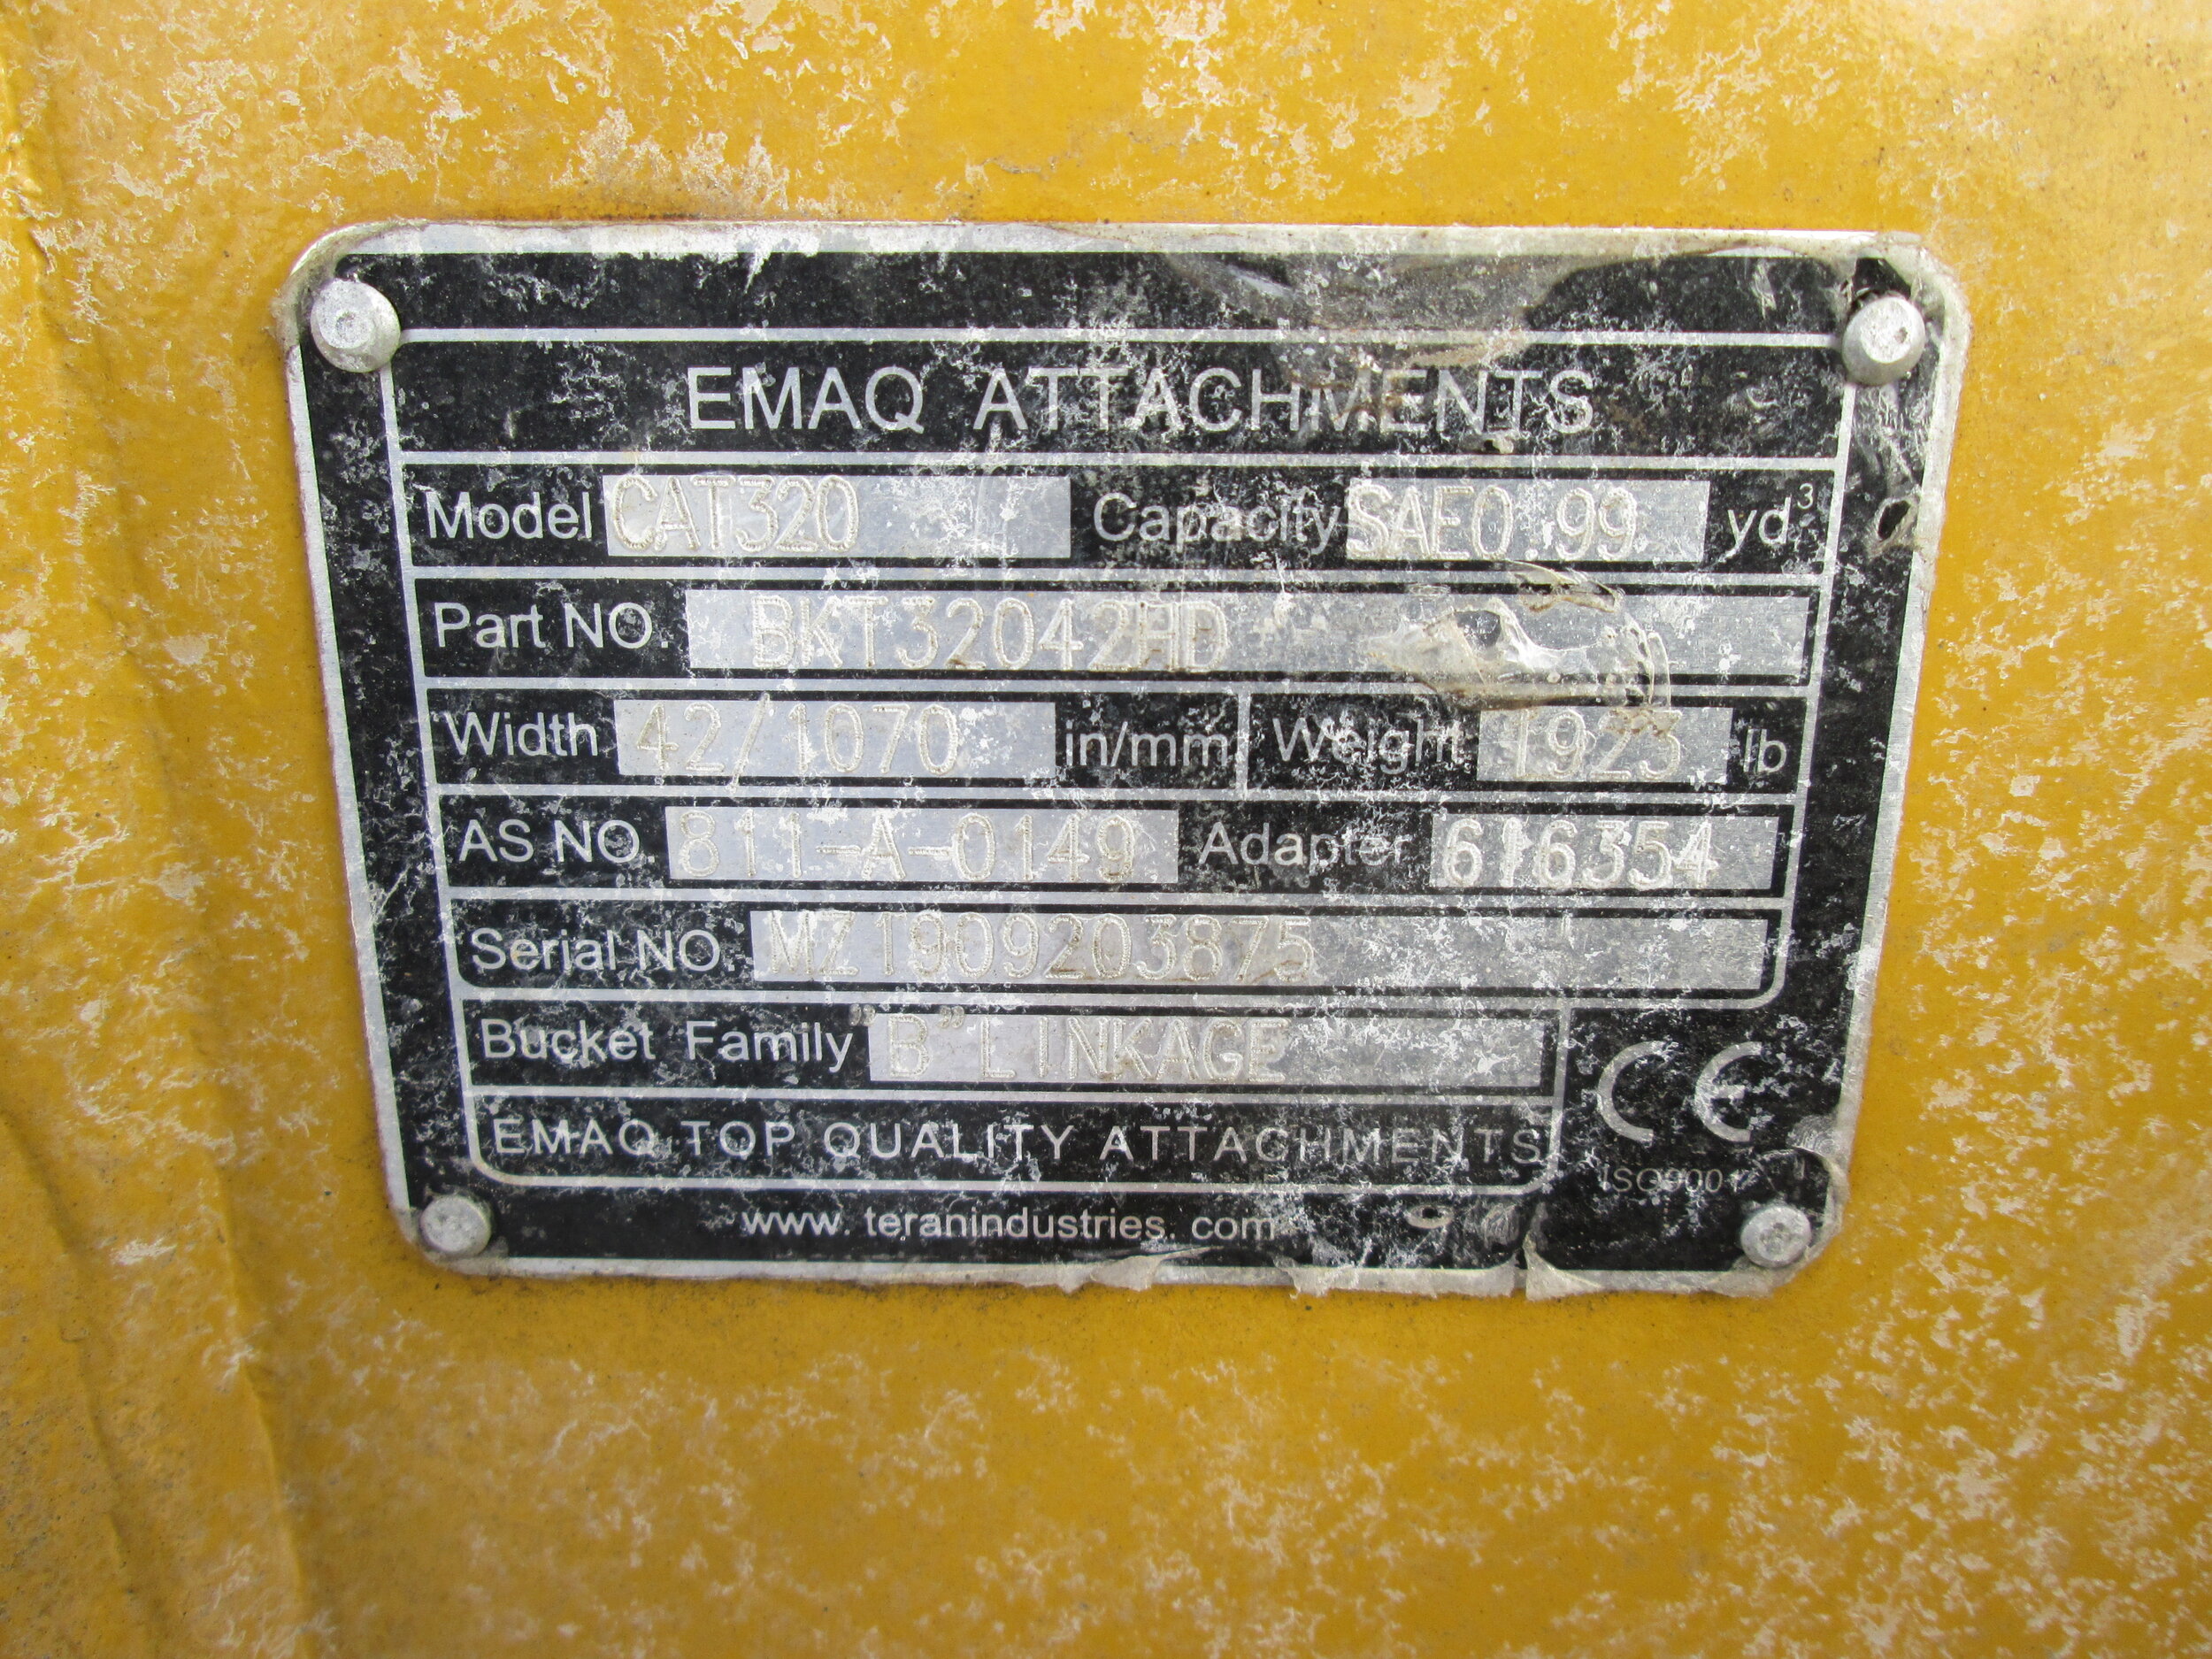 EMAQ ATTACHMENTS
Model CAT320 Capacity SAE0.99 yd³
Part NO. BKT32042HD
Width 42/1070 in/mm Weight 1923 lb
AS NO. 811-A-0149 Adapter 616354
Serial NO. MZ1909203875
Bucket Family "B"LINKAGE
CE
EMAQ TOP QUALITY ATTACHMENTS
ISO9001
www.teranindustries.com